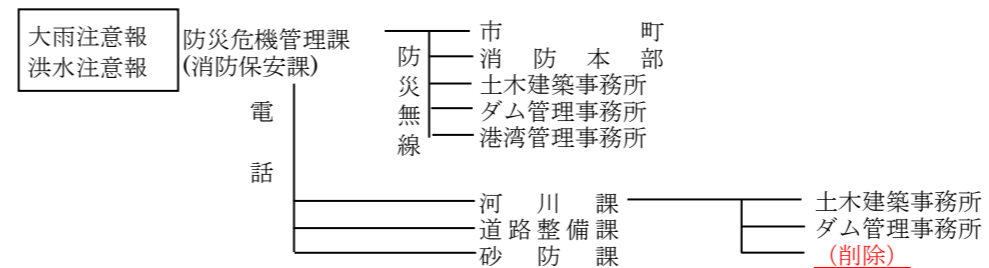 大雨注意報
洪水注意報
防災危機管理課
(消防保安課)
電話
防災無線
市町
消防本部
土木建築事務所
ダム管理事務所
港湾管理事務所
河川課
道路整備課
砂防課
土木建築事務所
ダム管理事務所
（削除）